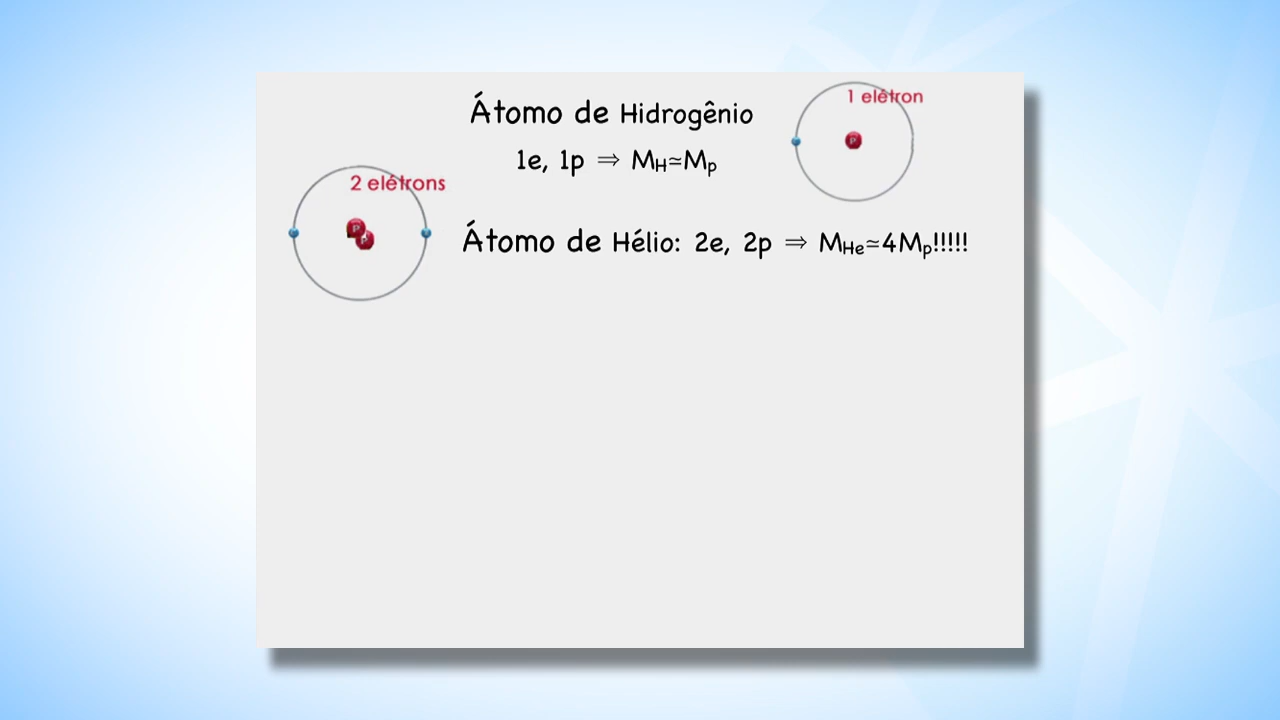 Átomo de Hidrogênio
1 elétron
1e, 1p ⇒ MH≃Mp
2 elétrons
P
P
P
Átomo de Hélio: 2e, 2p ⇒ MHe≃4Mp!!!!!